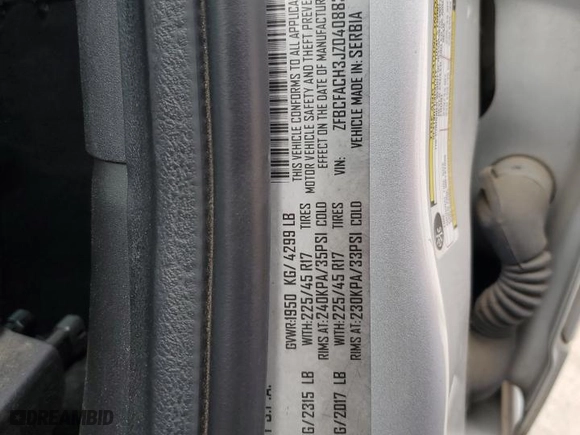 THIS VEHICLE CONFORMS TO ALL APPLICA
MOTOR VEHICLE SAFETY AND THEFT PREVE
EFFECT ON THE DATE OF MANUFACTURE
VIN: ZFBCFACH3JZ04088
VEHICLE MADE IN: SERBIA
GVWR:1950 KG/ 4299 LB
G/2315 LB WITH:225/45 R17 TIRES
RIMS AT:240KPA/35PSI COLD
G/2017 LB WITH:225/45 R17 TIRES
RIMS AT:230KPA/33PSI COLD
DREAMBID